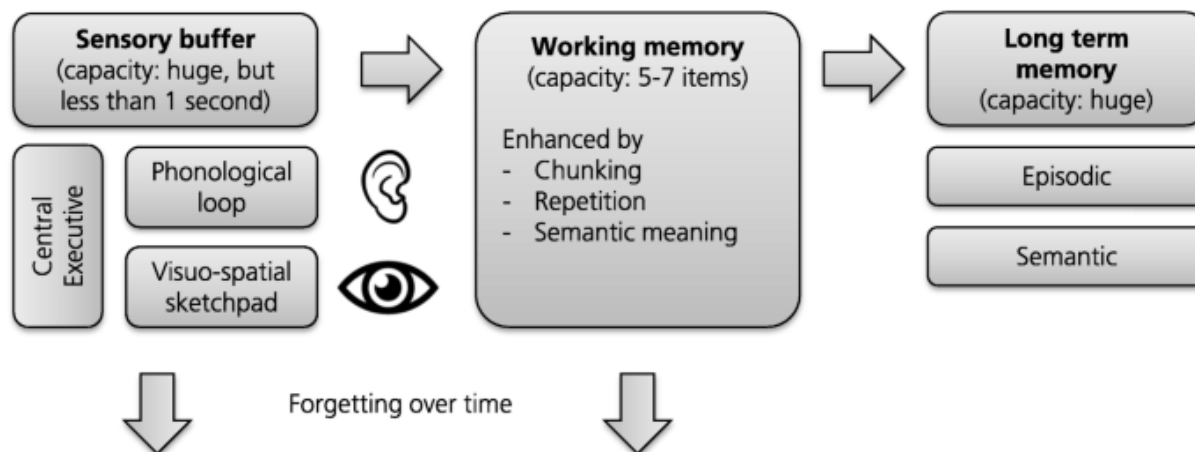 Sensory buffer
(capacity: huge, but
less than 1 second)
Central
Executive
Phonological
loop
Visuo-spatial
sketchpad
Working memory
(capacity: 5-7 items)
Enhanced by
- Chunking
- Repetition
- Semantic meaning
Long term
memory
(capacity: huge)
Episodic
Semantic
Forgetting over time